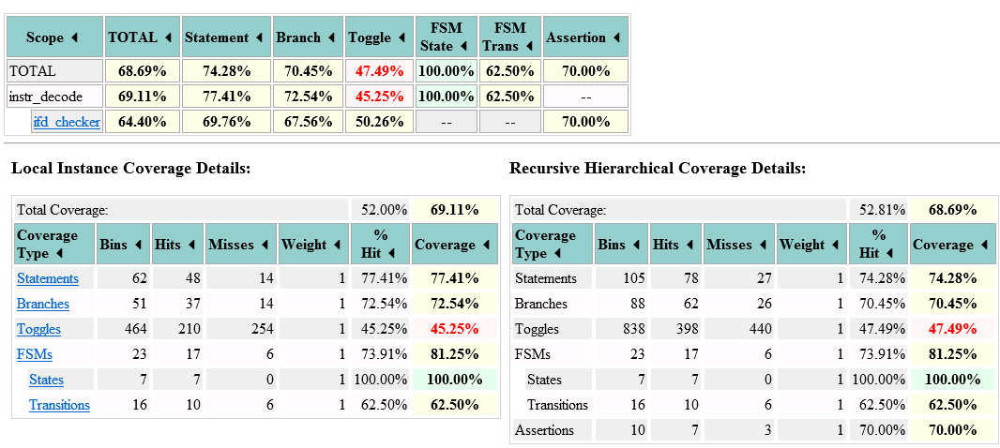 Scope TOTAL Statement Branch Toggle FSM State FSM Trans Assertion
TOTAL 68.69% 74.28% 70.45% 47.49% 100.00% 62.50% 70.00%
instr_decode 69.11% 77.41% 72.54% 45.25% 100.00% 62.50% --
ifd_checker 64.40% 69.76% 67.56% 50.26% -- -- 70.00%
Local Instance Coverage Details:
Total Coverage: 52.00% 69.11%
Coverage Type Bins Hits Misses Weight % Hit Coverage
Statements 62 48 14 1 77.41% 77.41%
Branches 51 37 14 1 72.54% 72.54%
Toggles 464 210 254 1 45.25% 45.25%
FSMs 23 17 6 1 73.91% 81.25%
States 7 7 0 1 100.00% 100.00%
Transitions 16 10 6 1 62.50% 62.50%
Recursive Hierarchical Coverage Details:
Total Coverage: 52.81% 68.69%
Coverage Type Bins Hits Misses Weight % Hit Coverage
Statements 105 78 27 1 74.28% 74.28%
Branches 88 62 26 1 70.45% 70.45%
Toggles 838 398 440 1 47.49% 47.49%
FSMs 23 17 6 1 73.91% 81.25%
States 7 7 0 1 100.00% 100.00%
Transitions 16 10 6 1 62.50% 62.50%
Assertions 10 7 3 1 70.00% 70.00%